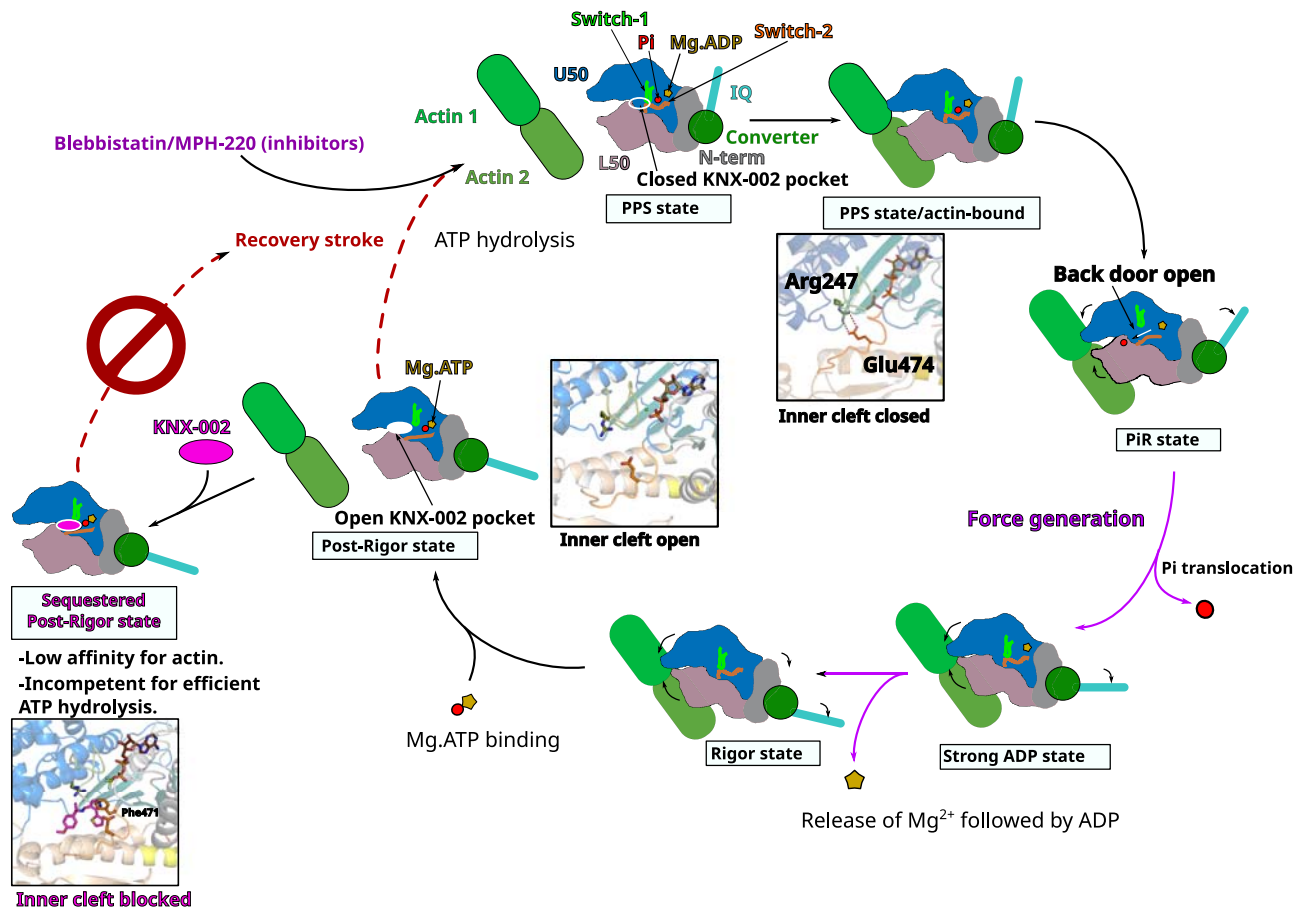 Switch-1
Pi
Mg.ADP
Switch-2
U50
IQ
Actin 1
Converter
Blebbistatin/MPH-220 (inhibitors)
L50
N-term
Actin 2
Closed KNX-002 pocket
PPS state
PPS state/actin-bound
Recovery stroke
ATP hydrolysis
Arg247
Glu474
Inner cleft closed
Back door open
PiR state
Mg.ATP
KNX-002
Open KNX-002 pocket
Post-Rigor state
Inner cleft open
Force generation
Pi translocation
Sequestered
Post-Rigor state
-Low affinity for actin.
-Incompetent for efficient
ATP hydrolysis.
Phe471
Inner cleft blocked
Mg.ATP binding
Rigor state
Strong ADP state
Release of Mg²⁺ followed by ADP